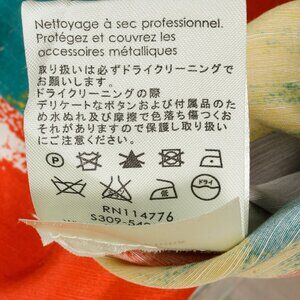 Nettoyage à sec professionnel.
Protégez et couvrez les
accessoires métalliques
取り扱いは必ずドライクリーニングで
お願い致します。
ドライクリーニングの際
デリケートなボタンおよび付属品のた
め水ぬれ及び摩擦で色落ち傷つくお
それがありますので保護し取り扱い
にご注意ください。
P
ドライ
RN114776
S309-540